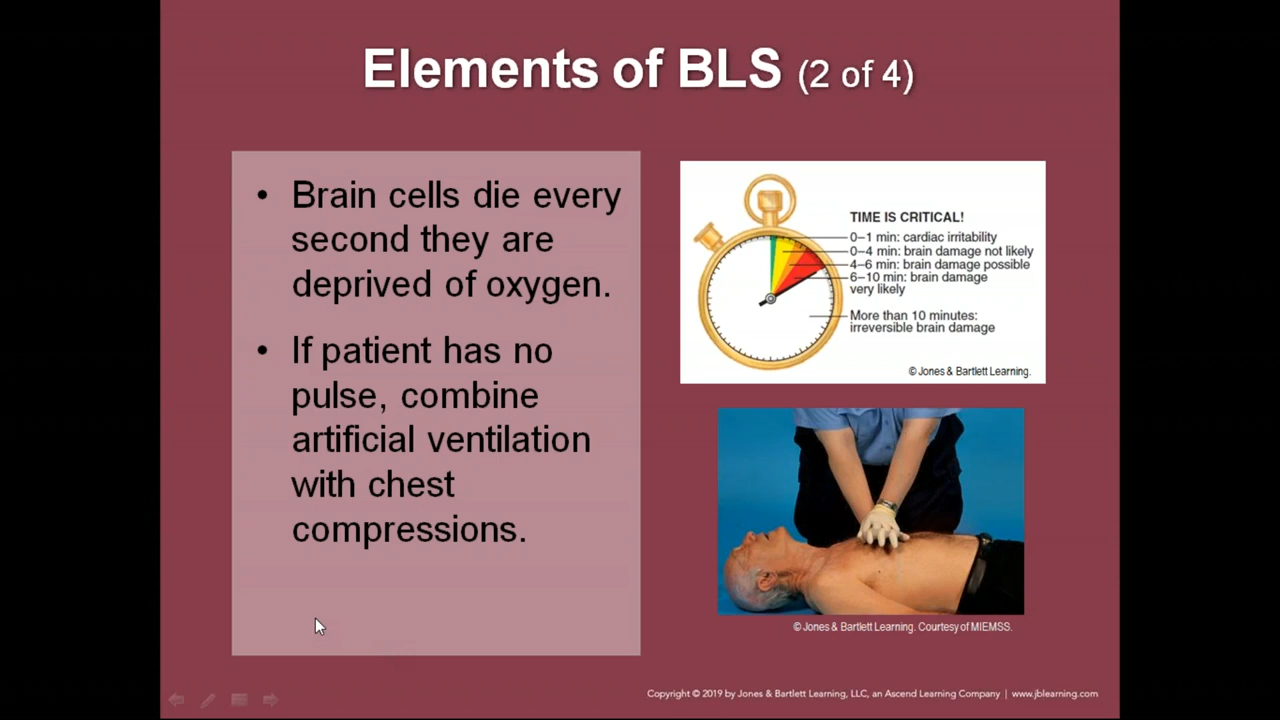 Elements of BLS (2 of 4)
• Brain cells die every
second they are
deprived of oxygen.
• If patient has no
pulse, combine
artificial ventilation
with chest
compressions.
TIME IS CRITICAL!
0–1 min: cardiac irritability
0–4 min: brain damage not likely
4–6 min: brain damage possible
6–10 min: brain damage
very likely
More than 10 minutes:
irreversible brain damage
© Jones & Bartlett Learning.
© Jones & Bartlett Learning. Courtesy of MIEMSS.
Copyright © 2019 by Jones & Bartlett Learning, LLC, an Ascend Learning Company | www.jblearning.com